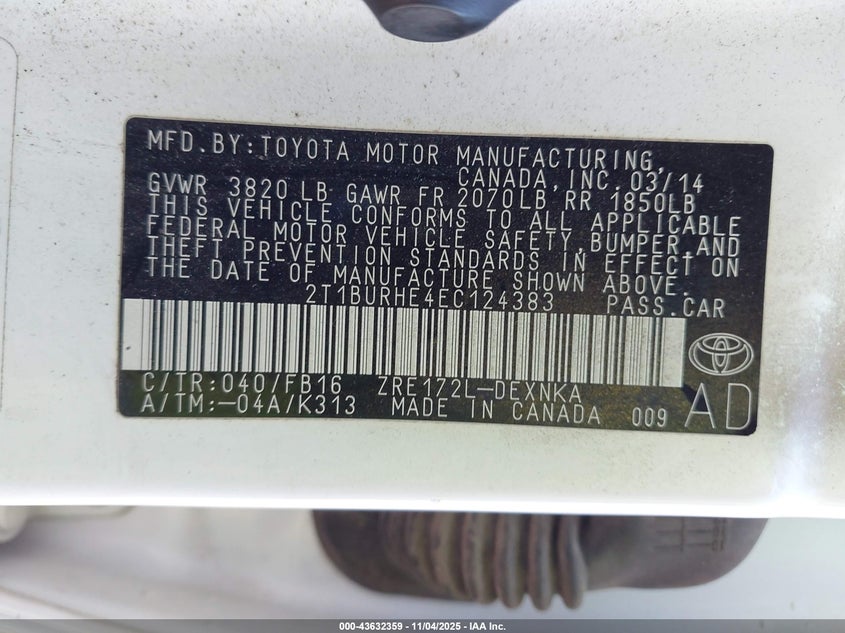 MFD.BY:TOYOTA MOTOR MANUFACTURING,
CANADA,INC. 03/14
GVWR 3820 LB GAWR FR 2070LB,RR 1850LB
THIS VEHICLE CONFORMS TO ALL APPLICABLE
FEDERAL MOTOR VEHICLE SAFETY,BUMPER,AND
THEFT PREVENTION STANDARDS IN EFFECT ON
THE DATE OF MANUFACTURE SHOWN ABOVE.
2T1BURHE4EC124383 PASS.CAR
C/TR:040/FB16 ZRE172L-DEXNKA
A/TM:-04A/K313 MADE IN CANADA 009 AD
000-43632359 - 11/04/2025 - IAA Inc.